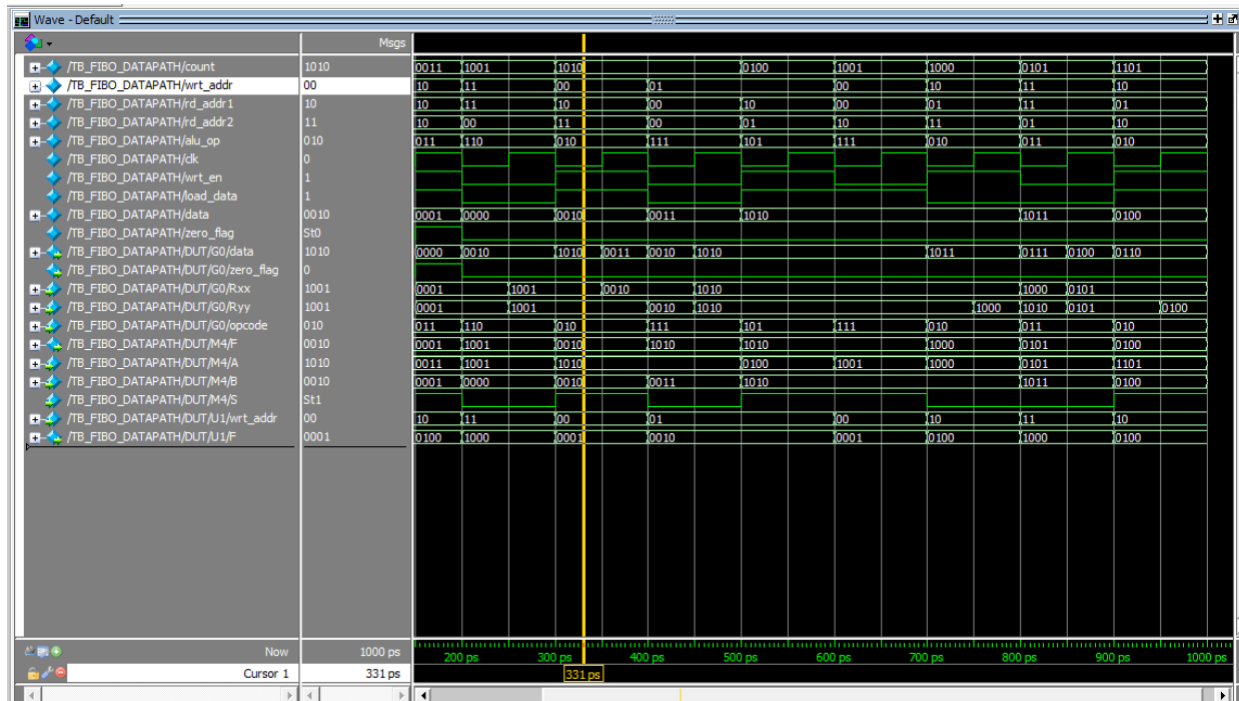 Wave - Default
Msgs
/TB_FIBO_DATAPATH/count 1010 0011 1001 1010 0100 1001 1000 0101 1101
/TB_FIBO_DATAPATH/wrt_addr 00 10 11 00 01 00 10 11 10
/TB_FIBO_DATAPATH/rd_addr1 10 10 11 10 00 10 00 01 11 01
/TB_FIBO_DATAPATH/rd_addr2 11 10 00 11 00 01 10 11 01 10
/TB_FIBO_DATAPATH/alu_op 010 011 110 010 111 101 111 010 011 010
/TB_FIBO_DATAPATH/clk 0
/TB_FIBO_DATAPATH/wrt_en 1
/TB_FIBO_DATAPATH/load_data 1
/TB_FIBO_DATAPATH/data 0010 0001 0000 0010 0011 1010 1011 0100
/TB_FIBO_DATAPATH/zero_flag St0
/TB_FIBO_DATAPATH/DUT/G0/data 1010 0000 0010 1010 0011 0010 1010 1011 0111 0100 0110
/TB_FIBO_DATAPATH/DUT/G0/zero_flag 0
/TB_FIBO_DATAPATH/DUT/G0/Rxx 1001 0001 1001 0010 1010 1000 0101
/TB_FIBO_DATAPATH/DUT/G0/Ryy 1001 0001 1001 0010 1010 1000 1010 0101 0100
/TB_FIBO_DATAPATH/DUT/G0/opcode 010 011 110 010 111 101 111 010 011 010
/TB_FIBO_DATAPATH/DUT/M4/F 0010 0001 1001 0010 1010 1010 1000 0101 0100
/TB_FIBO_DATAPATH/DUT/M4/A 1010 0011 1001 1010 0100 1001 1000 0101 1101
/TB_FIBO_DATAPATH/DUT/M4/B 0010 0001 0000 0010 0011 1010 1011 0100
/TB_FIBO_DATAPATH/DUT/M4/S St1
/TB_FIBO_DATAPATH/DUT/U1/wrt_addr 00 10 11 00 01 00 10 11 10
/TB_FIBO_DATAPATH/DUT/U1/F 0001 0100 1000 0001 0010 0001 0100 1000 0100
Now 1000 ps 200 ps 300 ps 400 ps 500 ps 600 ps 700 ps 800 ps 900 ps 1000 ps
Cursor 1 331 ps 331 ps